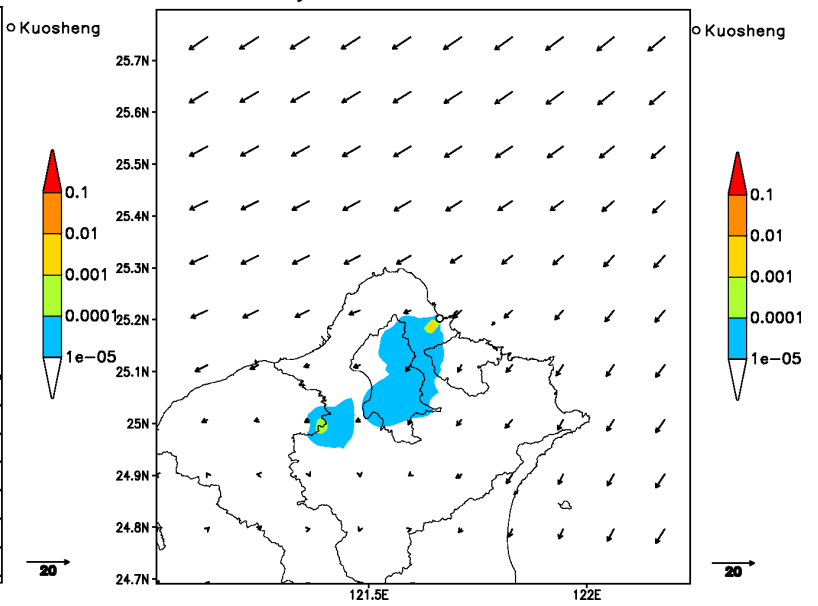 Kuosheng
0.1
0.01
0.001
0.0001
1e-05
20
25.7N
25.6N
25.5N
25.4N
25.3N
25.2N
25.1N
25N
24.9N
24.8N
24.7N
121.5E
122E
Kuosheng
0.1
0.01
0.001
0.0001
1e-05
20